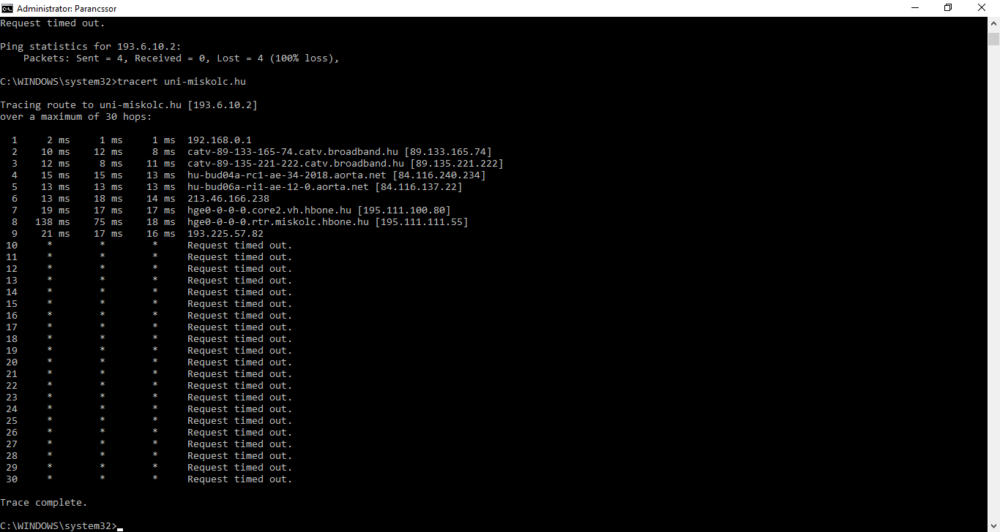 Administrator: Parancssor
Request timed out.
Ping statistics for 193.6.10.2:
    Packets: Sent = 4, Received = 0, Lost = 4 (100% loss),
C:\WINDOWS\system32>tracert uni-miskolc.hu
Tracing route to uni-miskolc.hu [193.6.10.2]
over a maximum of 30 hops:
  1     2 ms     1 ms     1 ms  192.168.0.1
  2    10 ms    12 ms     8 ms  catv-89-133-165-74.catv.broadband.hu [89.133.165.74]
  3    12 ms     8 ms    11 ms  catv-89-135-221-222.catv.broadband.hu [89.135.221.222]
  4    15 ms    15 ms    13 ms  hu-bud04a-rc1-ae-34-2018.aorta.net [84.116.240.234]
  5    13 ms    13 ms    13 ms  hu-bud06a-ri1-ae-12-0.aorta.net [84.116.137.22]
  6    13 ms    18 ms    14 ms  213.46.166.238
  7    19 ms    17 ms    17 ms  hge0-0-0-0.core2.vh.hbone.hu [195.111.100.80]
  8   138 ms    75 ms    18 ms  hge0-0-0-0.rtr.miskolc.hbone.hu [195.111.111.55]
  9    21 ms    17 ms    16 ms  193.225.57.82
 10     *        *        *     Request timed out.
 11     *        *        *     Request timed out.
 12     *        *        *     Request timed out.
 13     *        *        *     Request timed out.
 14     *        *        *     Request timed out.
 15     *        *        *     Request timed out.
 16     *        *        *     Request timed out.
 17     *        *        *     Request timed out.
 18     *        *        *     Request timed out.
 19     *        *        *     Request timed out.
 20     *        *        *     Request timed out.
 21     *        *        *     Request timed out.
 22     *        *        *     Request timed out.
 23     *        *        *     Request timed out.
 24     *        *        *     Request timed out.
 25     *        *        *     Request timed out.
 26     *        *        *     Request timed out.
 27     *        *        *     Request timed out.
 28     *        *        *     Request timed out.
 29     *        *        *     Request timed out.
 30     *        *        *     Request timed out.
Trace complete.
C:\WINDOWS\system32>